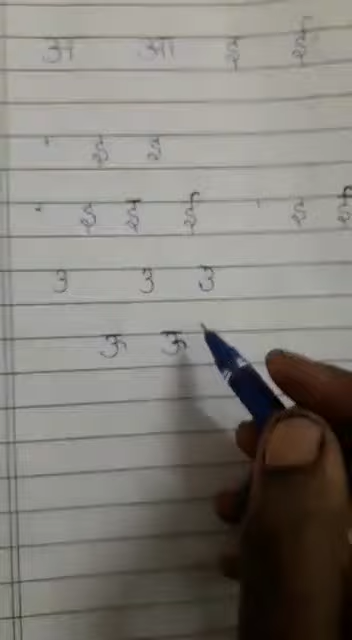 अ आ इ ई
इ इ
इ ई ई इ ई
उ उ उ
ऊ ऊ